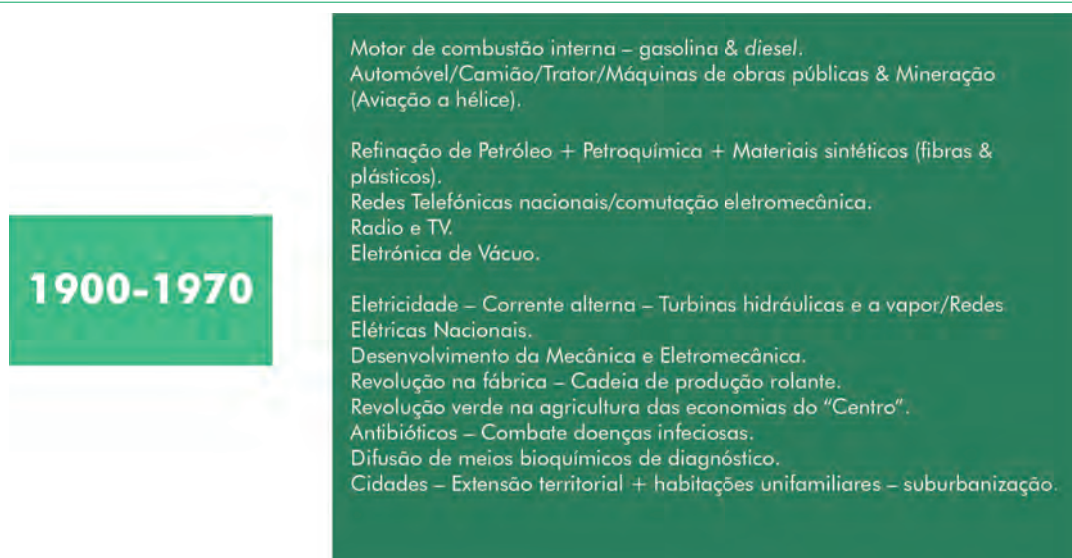 1900-1970
Motor de combustão interna – gasolina & diesel.
Automóvel/Camião/Trator/Máquinas de obras públicas & Mineração
(Aviação a hélice).
Refinação de Petróleo + Petroquímica + Materiais sintéticos (fibras &
plásticos).
Redes Telefónicas nacionais/comutação eletromecânica.
Radio e TV.
Eletrónica de Vácuo.
Eletricidade – Corrente alterna – Turbinas hidráulicas e a vapor/Redes
Elétricas Nacionais.
Desenvolvimento da Mecânica e Eletromecânica.
Revolução na fábrica – Cadeia de produção rolante.
Revolução verde na agricultura das economias do “Centro”.
Antibióticos – Combate doenças infeciosas.
Difusão de meios bioquímicos de diagnóstico.
Cidades – Extensão territorial + habitações unifamiliares – suburbanização.